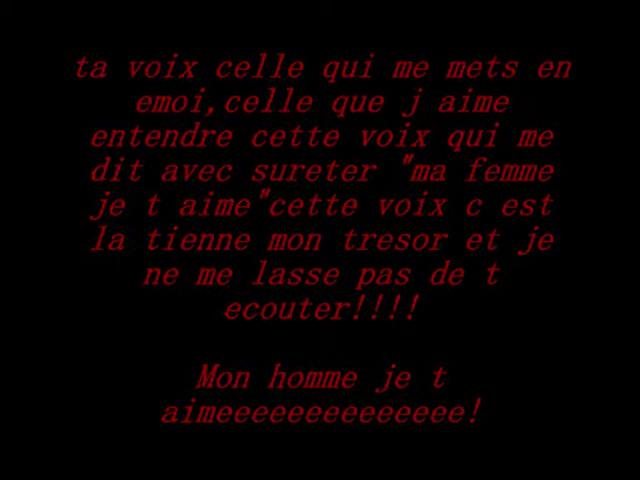 ta voix celle qui me mets en
emoi,celle que j aime
entendre cette voix qui me
dit avec sureter "ma femme
je t aime"cette voix c est
la tienne mon tresor et je
ne me lasse pas de t
ecouter!!!!
Mon homme je t
aimeeeeeeeeeeeeee!